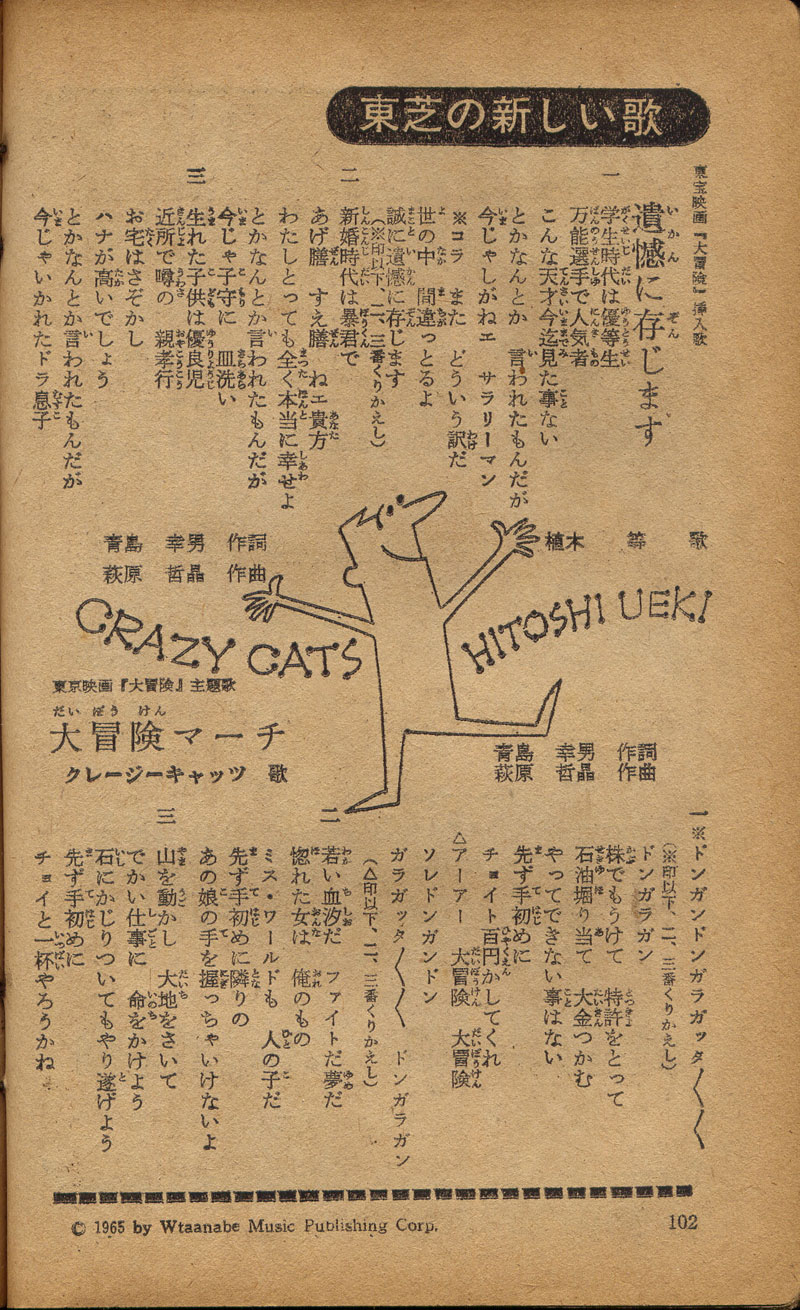 東芝の新しい歌
東宝映画『大冒険』挿入歌
遺憾に存じます
一
学生時代は優等生
万能選手で人気者
こんな天才今迄見た事ない
とかなんとか 言われたもんだが
今じゃしがねエ サラリーマン
※コラ また どういう訳だ
世の中 間違っとるよ
誠に遺憾に存じます
(※印以下、二、三番くりかえし)
二
新婚時代は暴君で
あげ膳 すえ膳 ねエ貴方
わたしとっても全く本当に幸せよ
とかなんとか言われたもんだが
今じゃ子守に 皿洗い
三
生れた子供は優良児
近所で噂の 親孝行
お宅はさぞかし
ハナが高いでしょう
とかなんとか言われたもんだが
今じゃいかれたドラ息子
植木 等 歌
青島 幸男 作詞
萩原 哲晶 作曲
HITOSHI UEKI
CRAZY CATS
東京映画『大冒険』主題歌
大冒険マーチ
クレージーキャッツ 歌
青島 幸男 作詞
萩原 哲晶 作曲
一
※ドンガンドンガラガッタ〱〱
(※印以下、二、三番くりかえし)
ドンガラガン
株でもうけて 特許をとって
石油堀り当て 大金つかむ
やってできない事はない
先ず手初めに
チョイト百円かしてくれ
△アーアー 大冒険 大冒険
ソレドンガンドン
ガラガッタ〱〱 ドンガラガン
(△印以下、二、三番くりかえし)
二
若い血汐だ ファイトだ夢だ
惚れた女は 俺のもの
ミス・ワールドも 人の子だ
先ず手初めに隣りの
あの娘の手を握っちゃいけないよ
三
山を動かし 大地をさいて
でかい仕事に 命をかけよう
石にかじりついてもやり遂げよう
先ず手初めに
チョイと一杯やろうかね
© 1965 by Wtaanabe Music Publishing Corp.
102